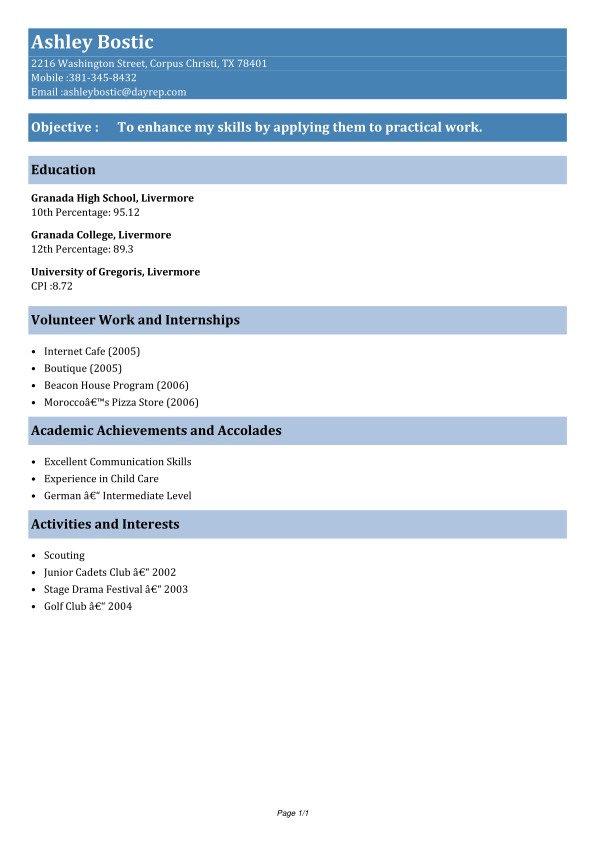 Ashley Bostic
2216 Washington Street, Corpus Christi, TX 78401
Mobile :381-345-8432
Email :ashleybostic@dayrep.com
Objective : To enhance my skills by applying them to practical work.
Education
Granada High School, Livermore
10th Percentage: 95.12
Granada College, Livermore
12th Percentage: 89.3
University of Gregoris, Livermore
CPI :8.72
Volunteer Work and Internships
• Internet Cafe (2005)
• Boutique (2005)
• Beacon House Program (2006)
• Moroccoâ€™s Pizza Store (2006)
Academic Achievements and Accolades
• Excellent Communication Skills
• Experience in Child Care
• German â€“ Intermediate Level
Activities and Interests
• Scouting
• Junior Cadets Club â€“ 2002
• Stage Drama Festival â€“ 2003
• Golf Club â€“ 2004
Page 1/1